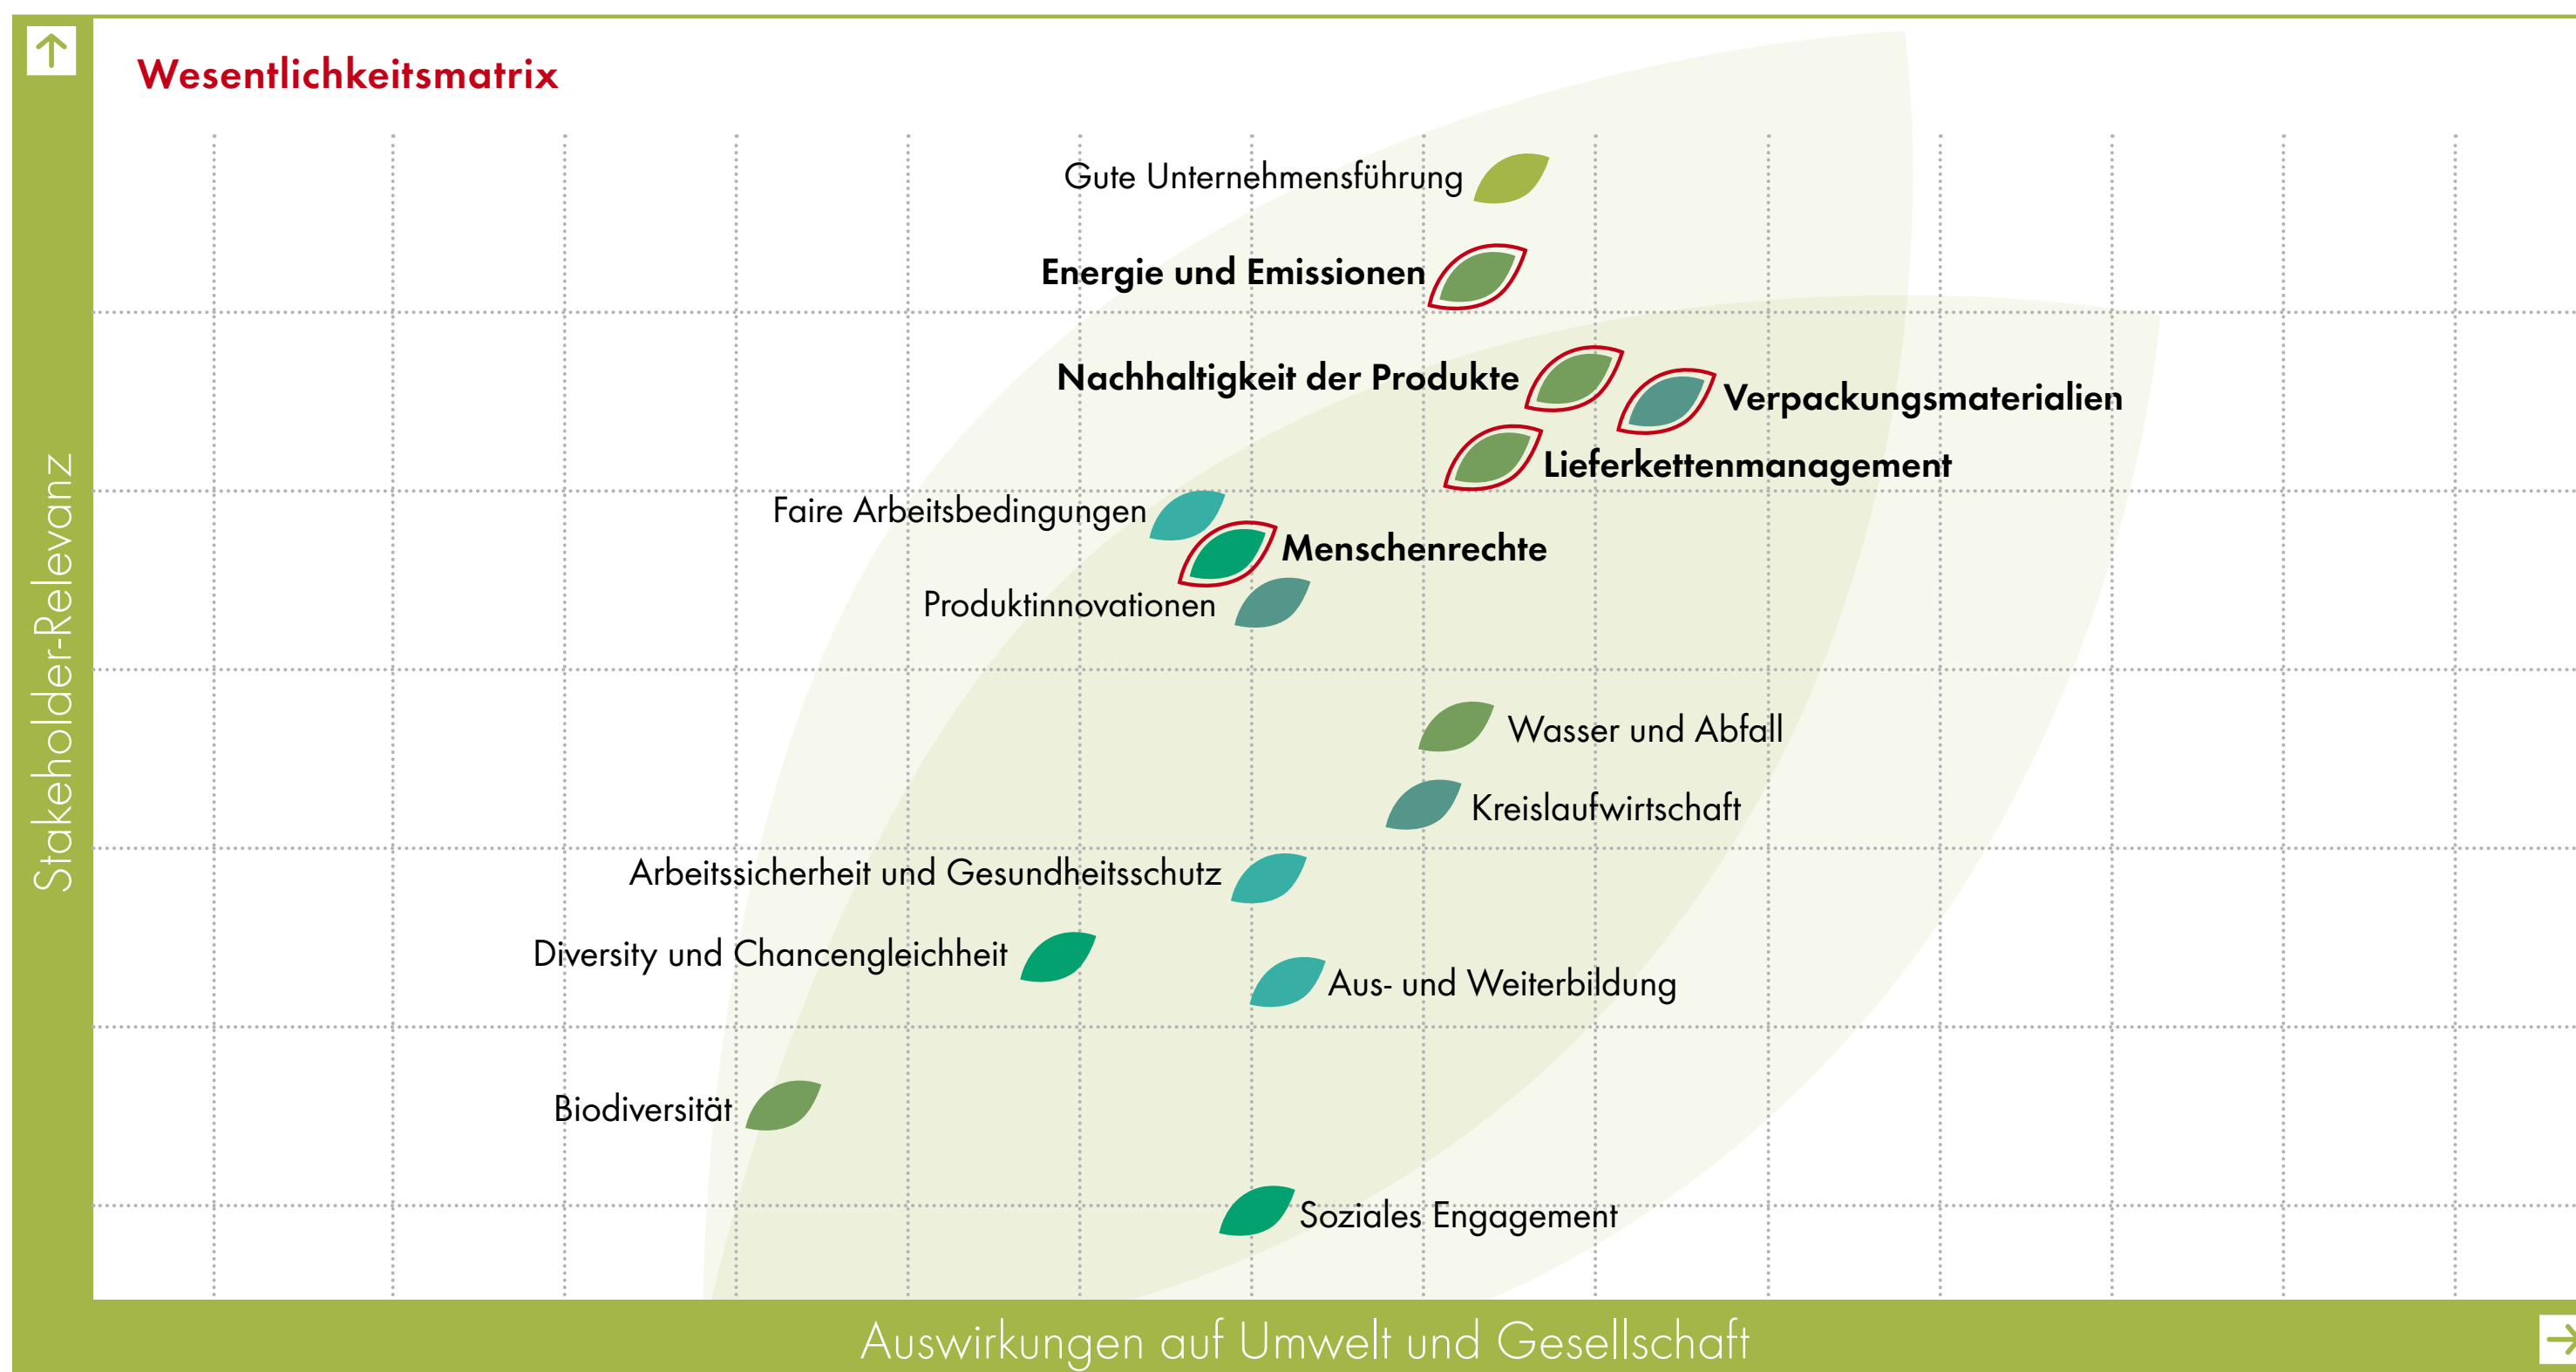 Wesentlichkeitsmatrix
Gute Unternehmensführung
Energie und Emissionen
Nachhaltigkeit der Produkte
Verpackungsmaterialien
Lieferkettenmanagement
Faire Arbeitsbedingungen
Menschenrechte
Produktinnovationen
Wasser und Abfall
Kreislaufwirtschaft
Arbeitssicherheit und Gesundheitsschutz
Diversity und Chancengleichheit
Aus- und Weiterbildung
Biodiversität
Soziales Engagement
Stakeholder-Relevanz
Auswirkungen auf Umwelt und Gesellschaft